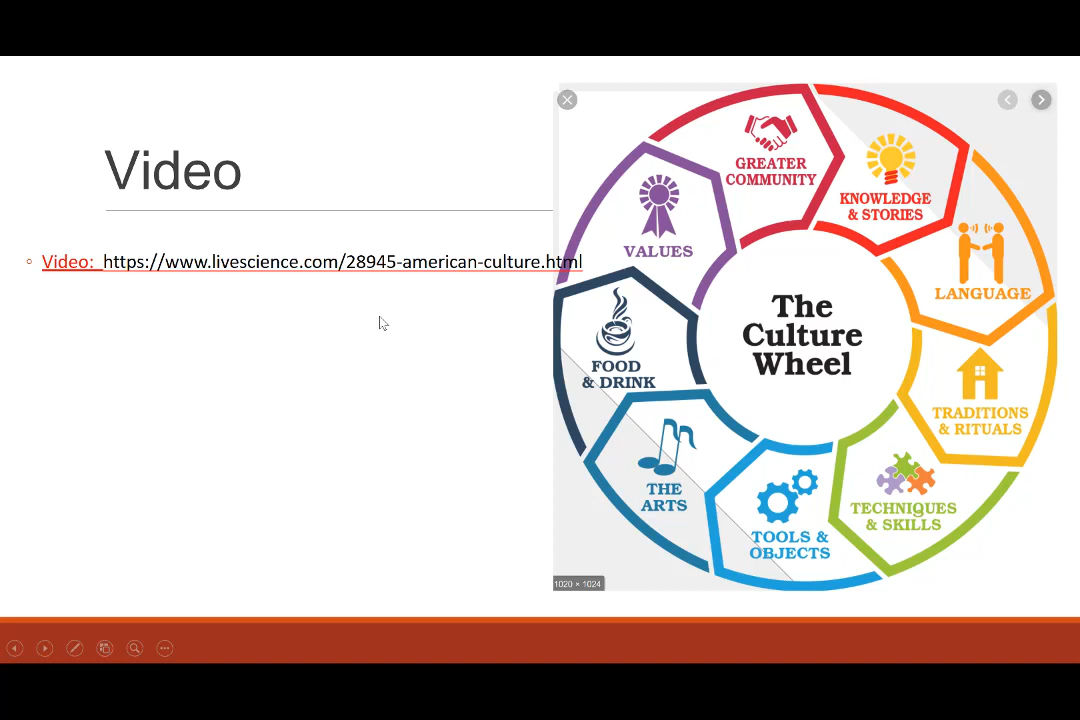 Video
Video:  https://www.livescience.com/28945-american-culture.html
The
Culture
Wheel
GREATER
COMMUNITY
KNOWLEDGE
& STORIES
LANGUAGE
TRADITIONS
& RITUALS
TECHNIQUES
& SKILLS
TOOLS &
OBJECTS
THE
ARTS
FOOD
& DRINK
VALUES
1020 × 1024